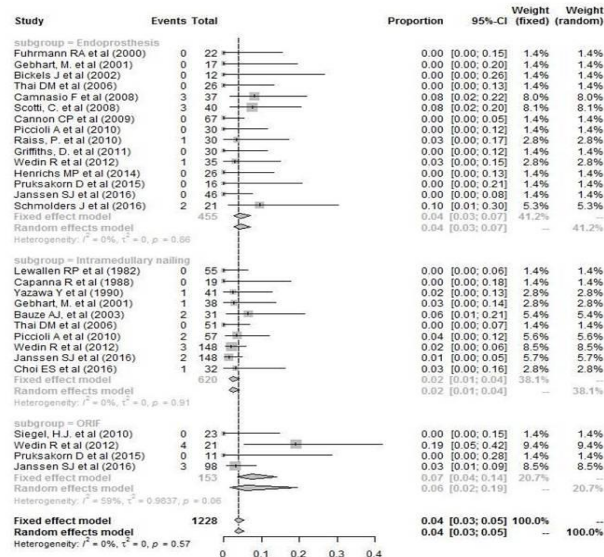 Study Events Total Proportion 95%-CI Weight (fixed) Weight (random)
subgroup = Endoprosthesis
Fuhrmann RA et al (2000) 0 22 0.00 [0.00; 0.15] 1.4% 1.4%
Gebhart, M. et al (2001) 0 17 0.00 [0.00; 0.20] 1.4% 1.4%
Bickels J et al (2002) 0 12 0.00 [0.00; 0.26] 1.4% 1.4%
Thai DM et al (2006) 0 26 0.00 [0.00; 0.13] 1.4% 1.4%
Camnasio F et al (2008) 3 37 0.08 [0.02; 0.22] 8.0% 8.0%
Scotti, C. et al (2008) 3 40 0.08 [0.02; 0.20] 8.1% 8.1%
Cannon CP et al (2009) 0 67 0.00 [0.00; 0.05] 1.4% 1.4%
Piccioli A et al (2010) 0 30 0.00 [0.00; 0.12] 1.4% 1.4%
Raiss, P. et al (2010) 1 30 0.03 [0.00; 0.17] 2.8% 2.8%
Griffiths, D. et al (2011) 0 30 0.00 [0.00; 0.12] 1.4% 1.4%
Wedin R et al (2012) 1 35 0.03 [0.00; 0.15] 2.8% 2.8%
Henrichs MP et al (2014) 0 26 0.00 [0.00; 0.13] 1.4% 1.4%
Pruksakorn D et al (2015) 0 16 0.00 [0.00; 0.21] 1.4% 1.4%
Janssen SJ et al (2016) 0 46 0.00 [0.00; 0.08] 1.4% 1.4%
Schmolders J et al (2016) 2 21 0.10 [0.01; 0.30] 5.3% 5.3%
Fixed effect model 455 0.04 [0.03; 0.07] 41.2% --
Random effects model 0.04 [0.03; 0.07] -- 41.2%
Heterogeneity: I² = 0%, τ² = 0, p = 0.86
subgroup = Intramedullary nailing
Lewallen RP et al (1982) 0 55 0.00 [0.00; 0.06] 1.4% 1.4%
Capanna R et al (1988) 0 19 0.00 [0.00; 0.18] 1.4% 1.4%
Yazawa Y et al (1990) 1 41 0.02 [0.00; 0.13] 2.8% 2.8%
Gebhart, M. et al (2001) 1 38 0.03 [0.00; 0.14] 2.8% 2.8%
Bauze AJ, et al (2003) 2 31 0.06 [0.01; 0.21] 5.4% 5.4%
Thai DM et al (2006) 0 51 0.00 [0.00; 0.07] 1.4% 1.4%
Piccioli A et al (2010) 2 57 0.04 [0.00; 0.12] 5.6% 5.6%
Wedin R et al (2012) 3 148 0.02 [0.00; 0.06] 8.5% 8.5%
Janssen SJ et al (2016) 2 148 0.01 [0.00; 0.05] 5.7% 5.7%
Choi ES et al (2016) 1 32 0.03 [0.00; 0.16] 2.8% 2.8%
Fixed effect model 620 0.02 [0.01; 0.04] 38.1% --
Random effects model 0.02 [0.01; 0.04] -- 38.1%
Heterogeneity: I² = 0%, τ² = 0, p = 0.91
subgroup = ORIF
Siegel, H.J. et al (2010) 0 23 0.00 [0.00; 0.15] 1.4% 1.4%
Wedin R et al (2012) 4 21 0.19 [0.05; 0.42] 9.4% 9.4%
Pruksakorn D et al (2015) 0 11 0.00 [0.00; 0.28] 1.4% 1.4%
Janssen SJ et al (2016) 3 98 0.03 [0.01; 0.09] 8.5% 8.5%
Fixed effect model 153 0.07 [0.04; 0.14] 20.7% --
Random effects model 0.06 [0.02; 0.19] -- 20.7%
Heterogeneity: I² = 59%, τ² = 0.9837, p = 0.06
Fixed effect model 1228 0.04 [0.03; 0.05] 100.0% --
Random effects model 0.04 [0.03; 0.05] -- 100.0%
Heterogeneity: I² = 0%, τ² = 0, p = 0.57
0 0.1 0.2 0.3 0.4